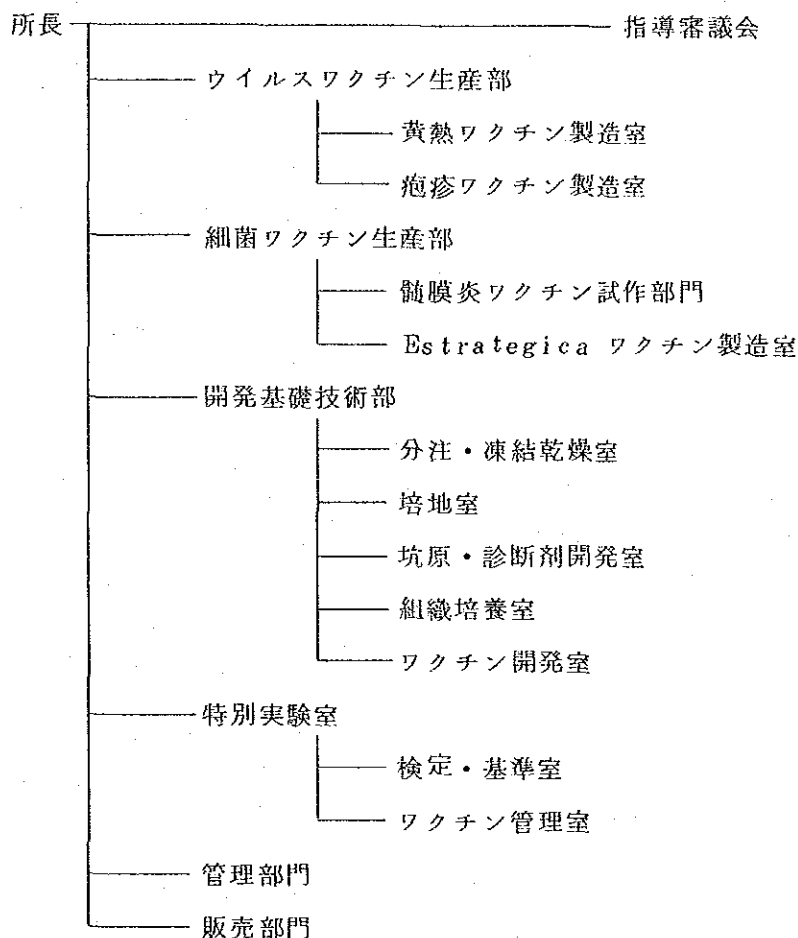 所長 指導審議会
ウイルスワクチン生産部
黄熱ワクチン製造室
疱疹ワクチン製造室
細菌ワクチン生産部
髄膜炎ワクチン試作部門
Estrategica ワクチン製造室
開発基礎技術部
分注・凍結乾燥室
培地室
坑原・診断剤開発室
組織培養室
ワクチン開発室
特別実験室
検定・基準室
ワクチン管理室
管理部門
販売部門